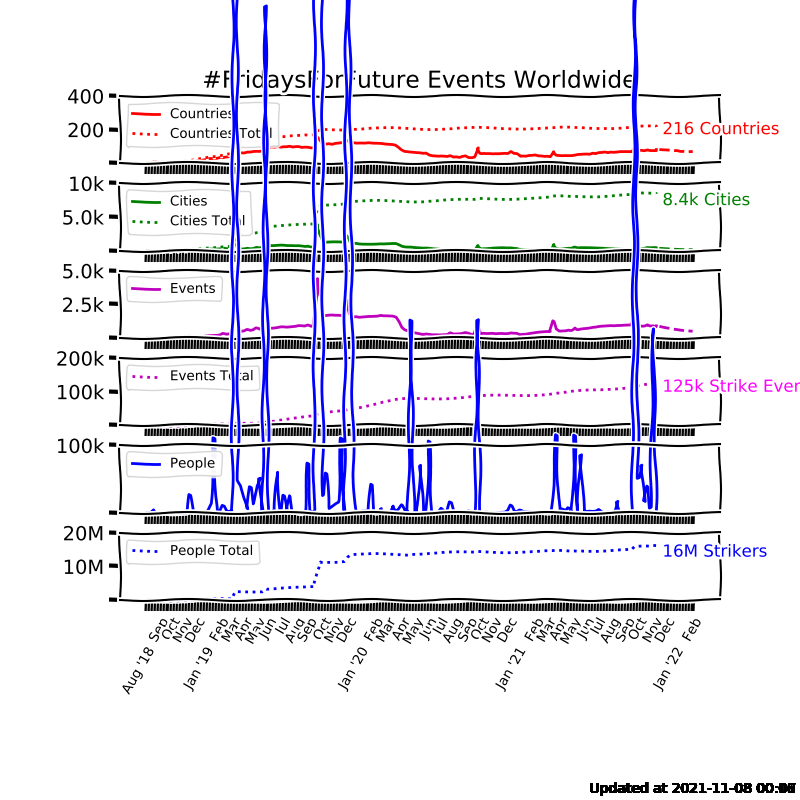 #FridaysForFuture Events Worldwide
400
200
Countries
Countries Total
216 Countries
10k
5.0k
Cities
Cities Total
8.4k Cities
5.0k
2.5k
Events
200k
100k
Events Total
125k Strike Even
100k
People
20M
10M
People Total
16M Strikers
Aug '18 Sep Oct Nov Dec Jan '19 Feb Mar Apr May Jun Jul Aug Sep Oct Nov Dec Jan '20 Feb Mar Apr May Jun Jul Aug Sep Oct Nov Dec Jan '21 Feb Mar Apr May Jun Jul Aug Sep Oct Nov Dec Jan '22 Feb
Updated at 2021-11-08